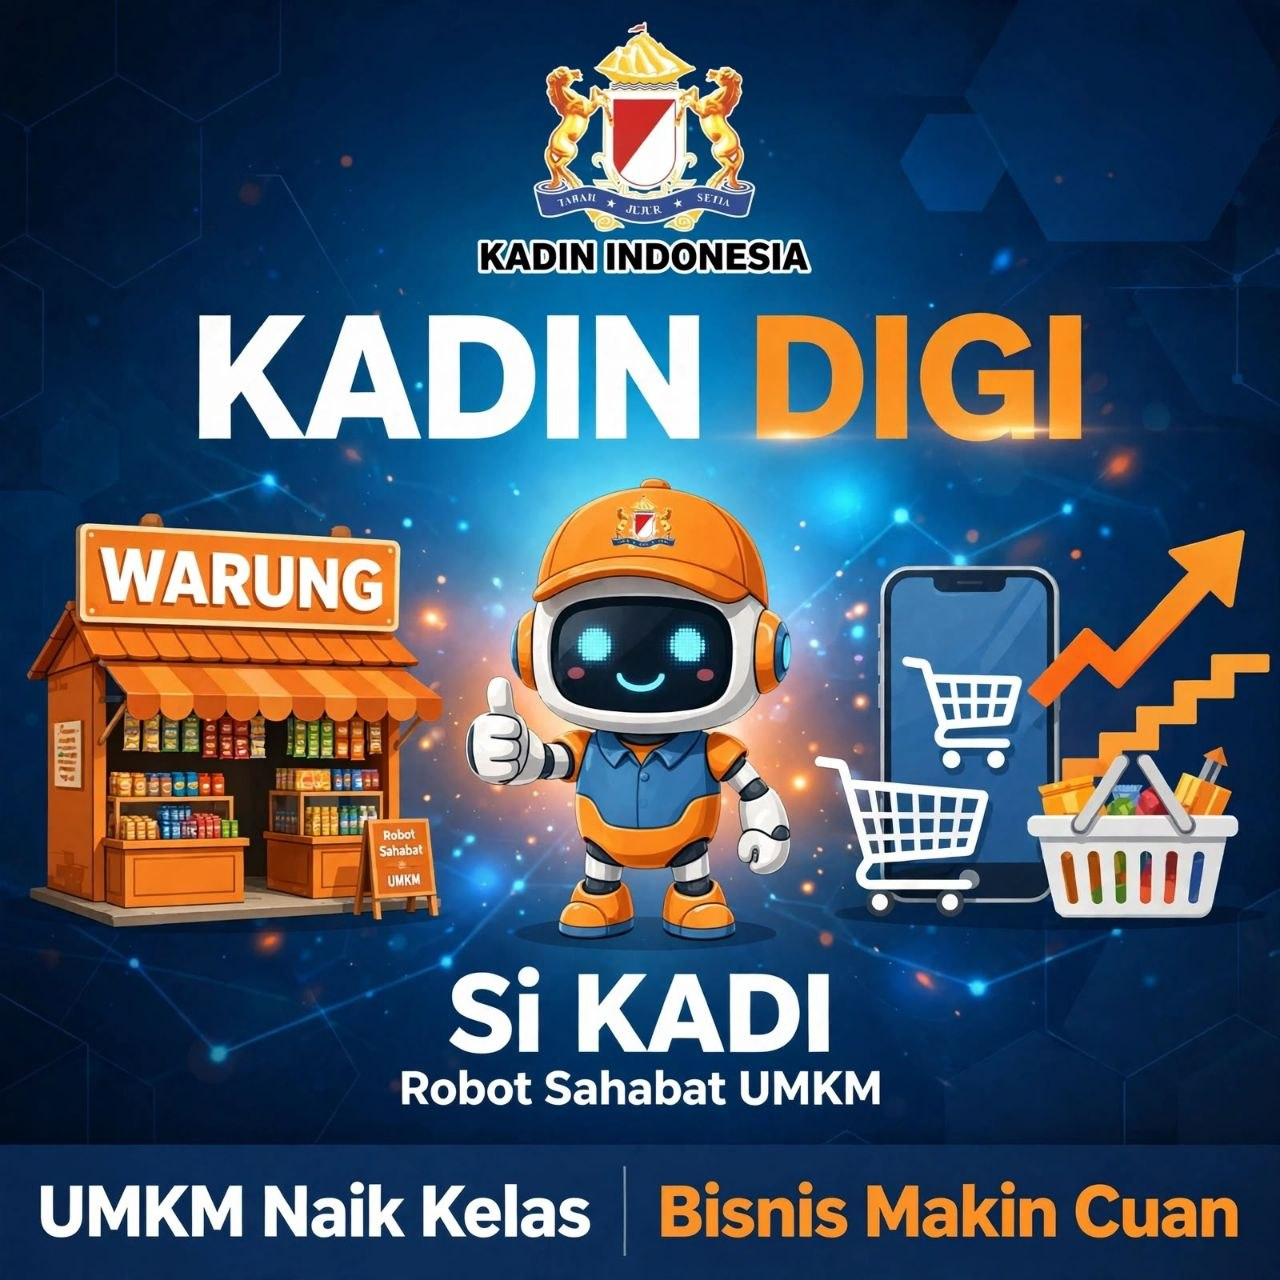 TABAH ★ JUJUR ★ SETIA
KADIN INDONESIA
KADIN DIGI
WARUNG
Robot
Sahabat
UMKM
Si KADI
Robot Sahabat UMKM
UMKM Naik Kelas | Bisnis Makin Cuan